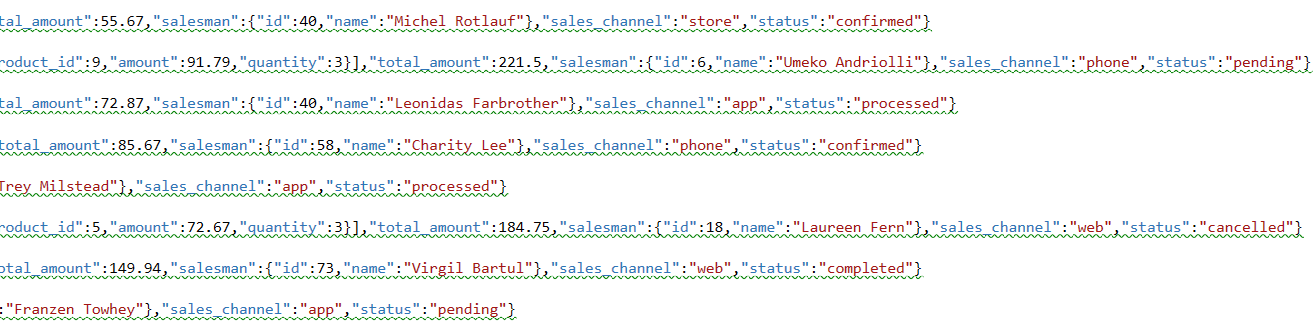 tal_amount":55.67,"salesman":{"id":40,"name":"Michel Rotlauf"},"sales_channel":"store","status":"confirmed"}
roduct_id":9,"amount":91.79,"quantity":3}],"total_amount":221.5,"salesman":{"id":6,"name":"Umeko Andriolli"},"sales_channel":"phone","status":"pending"}
tal_amount":72.87,"salesman":{"id":40,"name":"Leonidas Farbrother"},"sales_channel":"app","status":"processed"}
total_amount":85.67,"salesman":{"id":58,"name":"Charity Lee"},"sales_channel":"phone","status":"confirmed"}
Trey Milstead"},"sales_channel":"app","status":"processed"}
roduct_id":5,"amount":72.67,"quantity":3}],"total_amount":184.75,"salesman":{"id":18,"name":"Laureen Fern"},"sales_channel":"web","status":"cancelled"}
otal_amount":149.94,"salesman":{"id":73,"name":"Virgil Bartul"},"sales_channel":"web","status":"completed"}
:"Franzen Towhey"},"sales_channel":"app","status":"pending"}